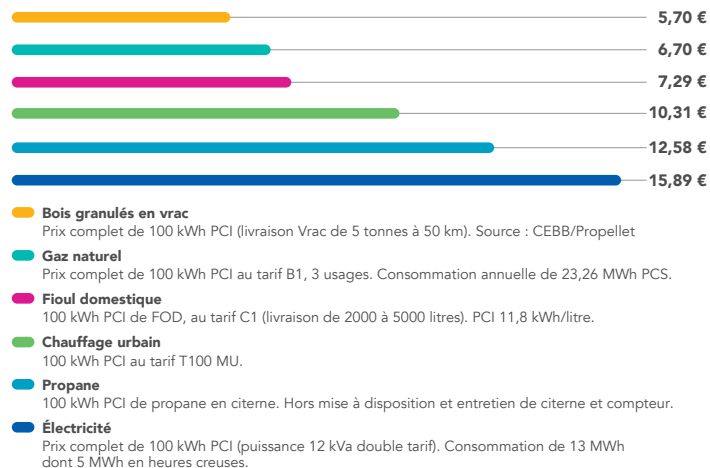 5,70 €
6,70 €
7,29 €
10,31 €
12,58 €
15,89 €
Bois granulés en vrac
Prix complet de 100 kWh PCI (livraison Vrac de 5 tonnes à 50 km). Source : CEBB/Propellet
Gaz naturel
Prix complet de 100 kWh PCI au tarif B1, 3 usages. Consommation annuelle de 23,26 MWh PCS.
Fioul domestique
100 kWh PCI de FOD, au tarif C1 (livraison de 2000 à 5000 litres). PCI 11,8 kWh/litre.
Chauffage urbain
100 kWh PCI au tarif T100 MU.
Propane
100 kWh PCI de propane en citerne. Hors mise à disposition et entretien de citerne et compteur.
Électricité
Prix complet de 100 kWh PCI (puissance 12 kVa double tarif). Consommation de 13 MWh
dont 5 MWh en heures creuses.